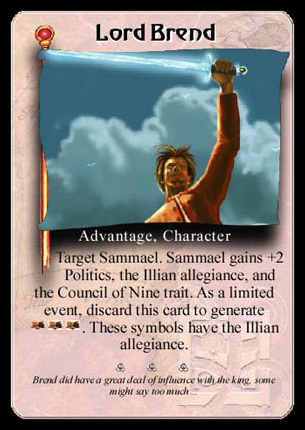 Lord Brend
Advantage, Character
Target Sammael. Sammael gains +2
Politics, the Illian allegiance, and
the Council of Nine trait. As a limited
event, discard this card to generate
. These symbols have the Illian
allegiance.
Brend did have a great deal of influence with the king, some
might say too much...